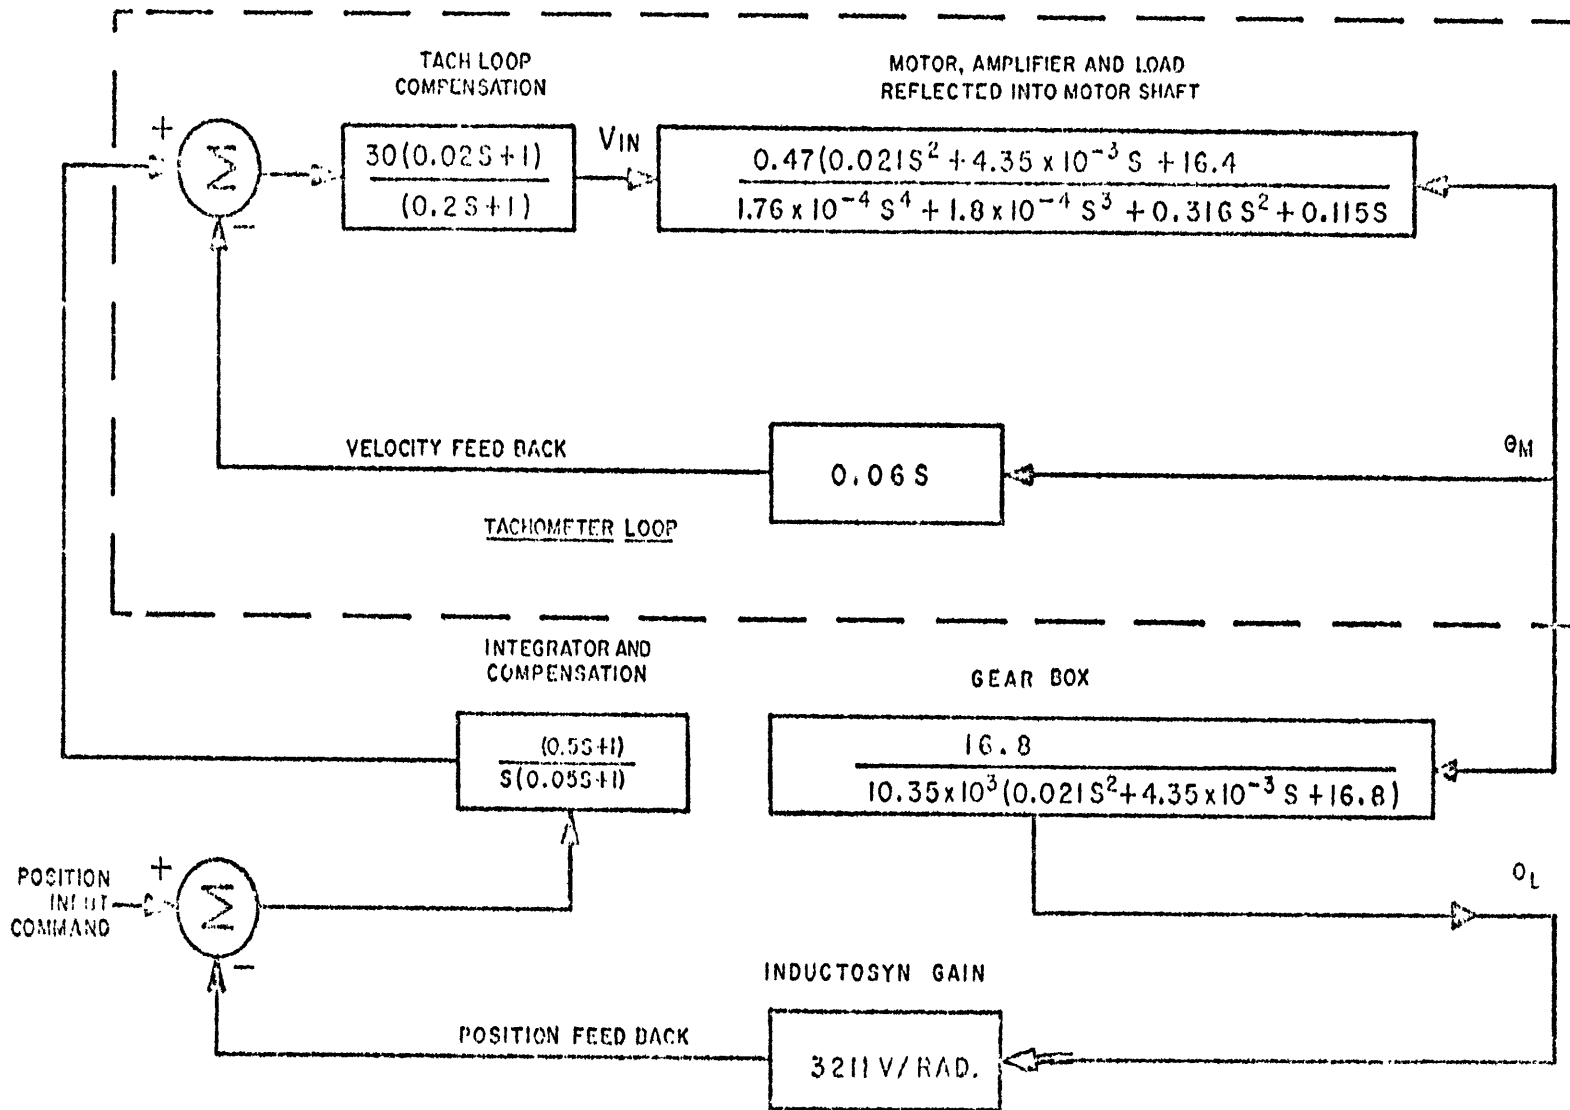 TACH LOOP
COMPENSATION
MOTOR, AMPLIFIER AND LOAD
REFLECTED INTO MOTOR SHAFT
+
Σ
−
30(0.02S+1)
(0.2S+1)
VIN
0.47(0.021S² + 4.35 x 10⁻³ S + 16.4
1.76 x 10⁻⁴ S⁴ + 1.8 x 10⁻⁴ S³ + 0.316S² + 0.115S
VELOCITY FEED BACK
0.06S
θM
TACHOMETER LOOP
INTEGRATOR AND
COMPENSATION
GEAR BOX
(0.5S+1)
S(0.05S+1)
16.8
10.35 x 10³(0.021S² + 4.35 x 10⁻³ S + 16.8)
POSITION
INPUT
COMMAND
+
Σ
−
θL
INDUCTOSYN GAIN
POSITION FEED BACK
3211 V/RAD.